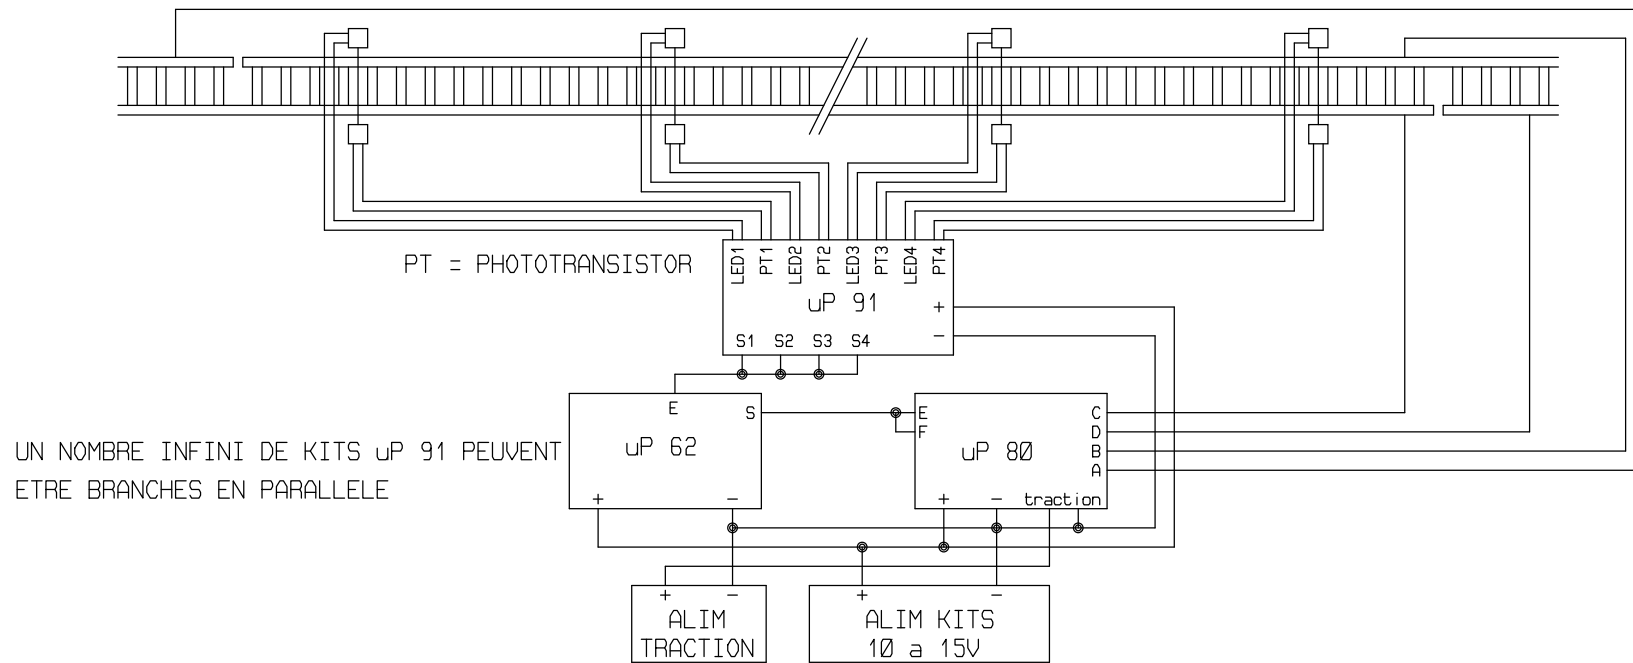 LED1 PT1 LED2 PT2 LED3 PT3 LED4 PT4
PT = PHOTOTRANSISTOR
uP 91
+
-
S1 S2 S3 S4
E
S
uP 62
+ -
E
F
uP 80
C
D
B
A
+ - traction
UN NOMBRE INFINI DE KITS uP 91 PEUVENT
ETRE BRANCHES EN PARALLELE
+ -
ALIM
TRACTION
+ -
ALIM KITS
10 a 15V